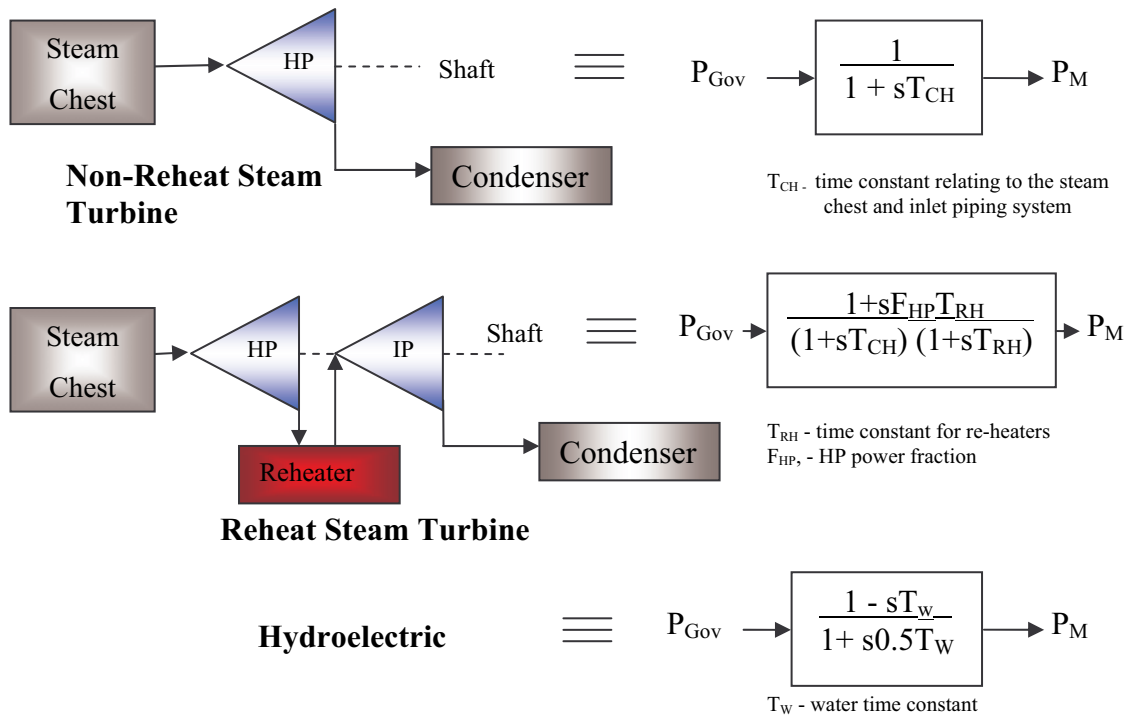 Steam
Chest
HP
Shaft
≡
P_Gov
1
1 + sT_CH
P_M
Non-Reheat Steam
Turbine
Condenser
T_CH - time constant relating to the steam
chest and inlet piping system
Steam
Chest
HP
IP
Shaft
≡
P_Gov
1+sF_HP T_RH
(1+sT_CH) (1+sT_RH)
P_M
Reheater
Condenser
T_RH - time constant for re-heaters
F_HP, - HP power fraction
Reheat Steam Turbine
Hydroelectric
≡
P_Gov
1 - sT_w
1+ s0.5T_W
P_M
T_W - water time constant